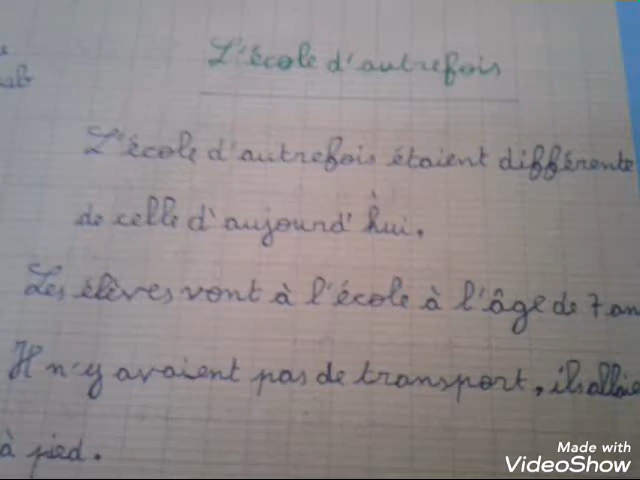 L'école d'autrefois
L'école d'autrefois étaient différente
de celle d'aujourd'hui.
Les élèves vont à l'école à l'âge de 7 an
Il n'y avaient pas de transport, ils allaie
à pied.
Made with
VideoShow